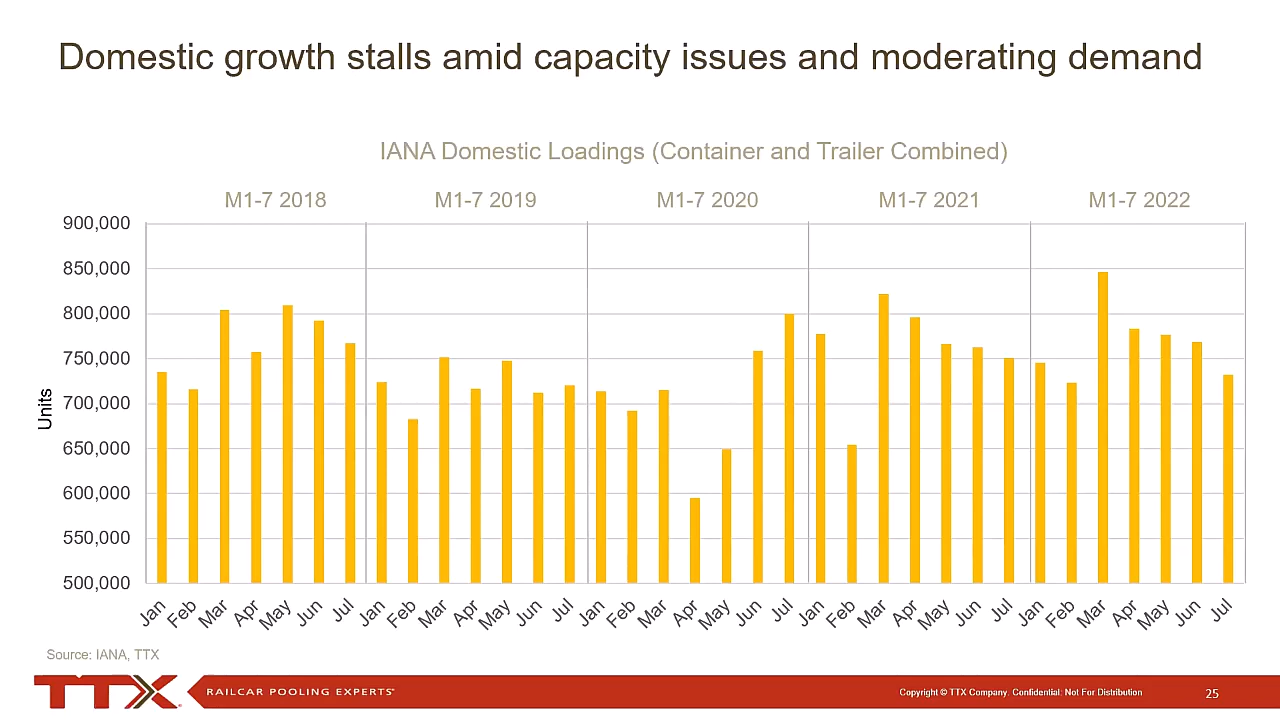 Domestic growth stalls amid capacity issues and moderating demand
IANA Domestic Loadings (Container and Trailer Combined)
M1-7 2018 M1-7 2019 M1-7 2020 M1-7 2021 M1-7 2022
900,000
850,000
800,000
750,000
700,000
650,000
600,000
550,000
500,000
Units
Jan Feb Mar Apr May Jun Jul Jan Feb Mar Apr May Jun Jul Jan Feb Mar Apr May Jun Jul Jan Feb Mar Apr May Jun Jul Jan Feb Mar Apr May Jun Jul
Source: IANA, TTX
TTX RAILCAR POOLING EXPERTS
Copyright © TTX Company. Confidential: Not For Distribution
25